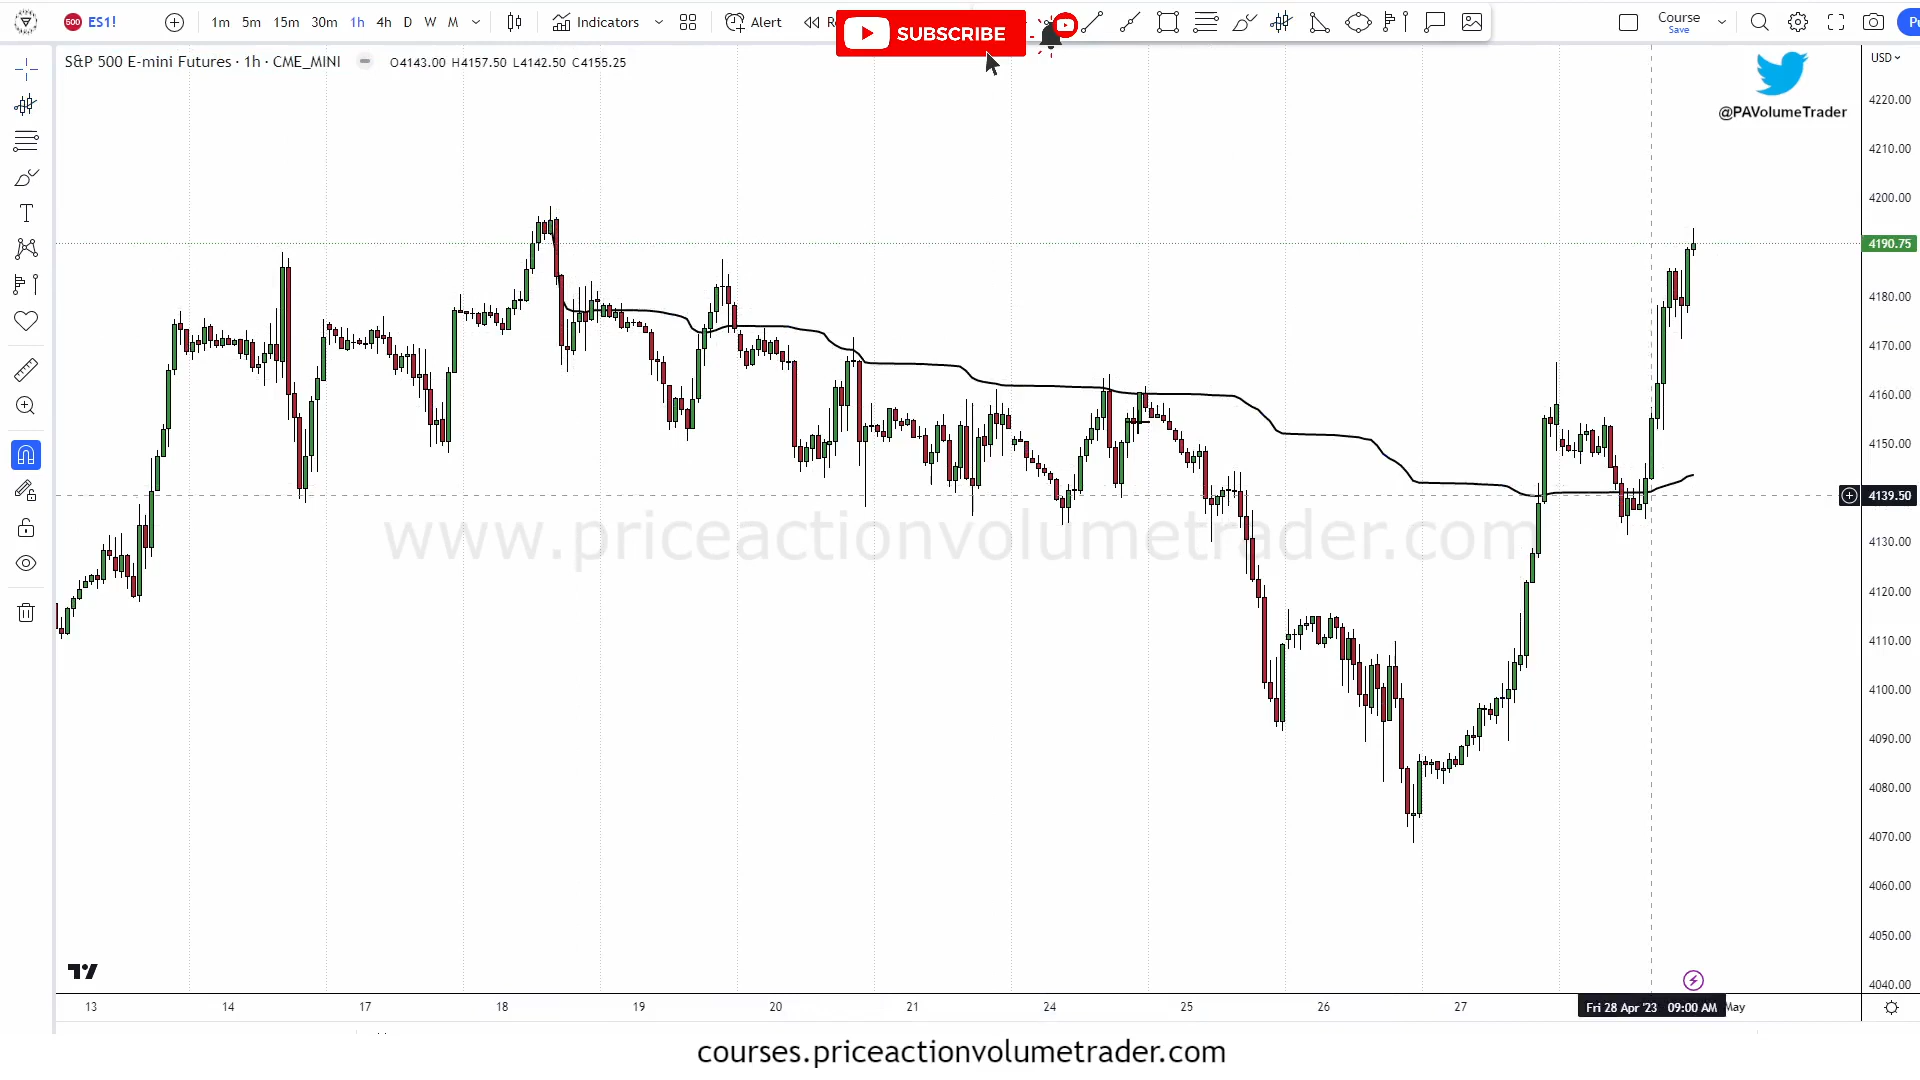 500 ES1! 1m 5m 15m 30m 1h 4h D W M Indicators Alert SUBSCRIBE Course
Save
S&P 500 E-mini Futures · 1h · CME_MINI O4143.00 H4157.50 L4142.50 C4155.25
USD
@PAVolumeTrader
4220.00
4210.00
4200.00
4190.75
4180.00
4170.00
4160.00
4150.00
4139.50
4130.00
4120.00
4110.00
4100.00
4090.00
4080.00
4070.00
4060.00
4050.00
4040.00
www.priceactionvolumetrader.com
13 14 17 18 19 20 21 24 25 26 27 Fri 28 Apr '23 09:00 AM May
courses.priceactionvolumetrader.com